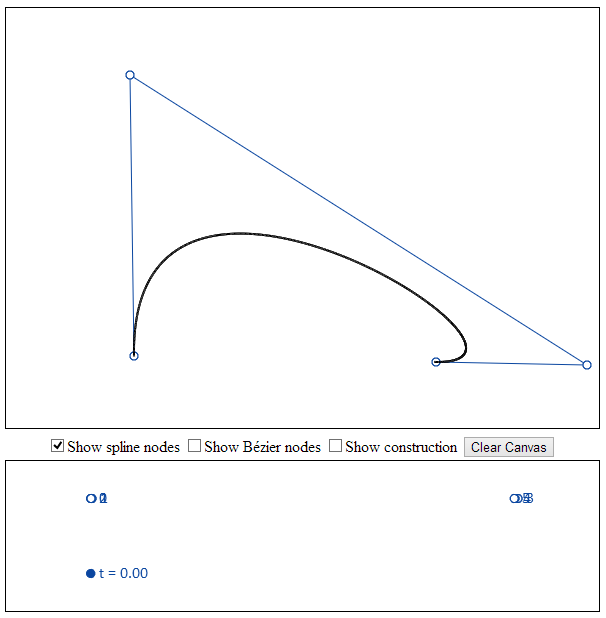 Show spline nodes Show Bézier nodes Show construction Clear Canvas
t = 0.00